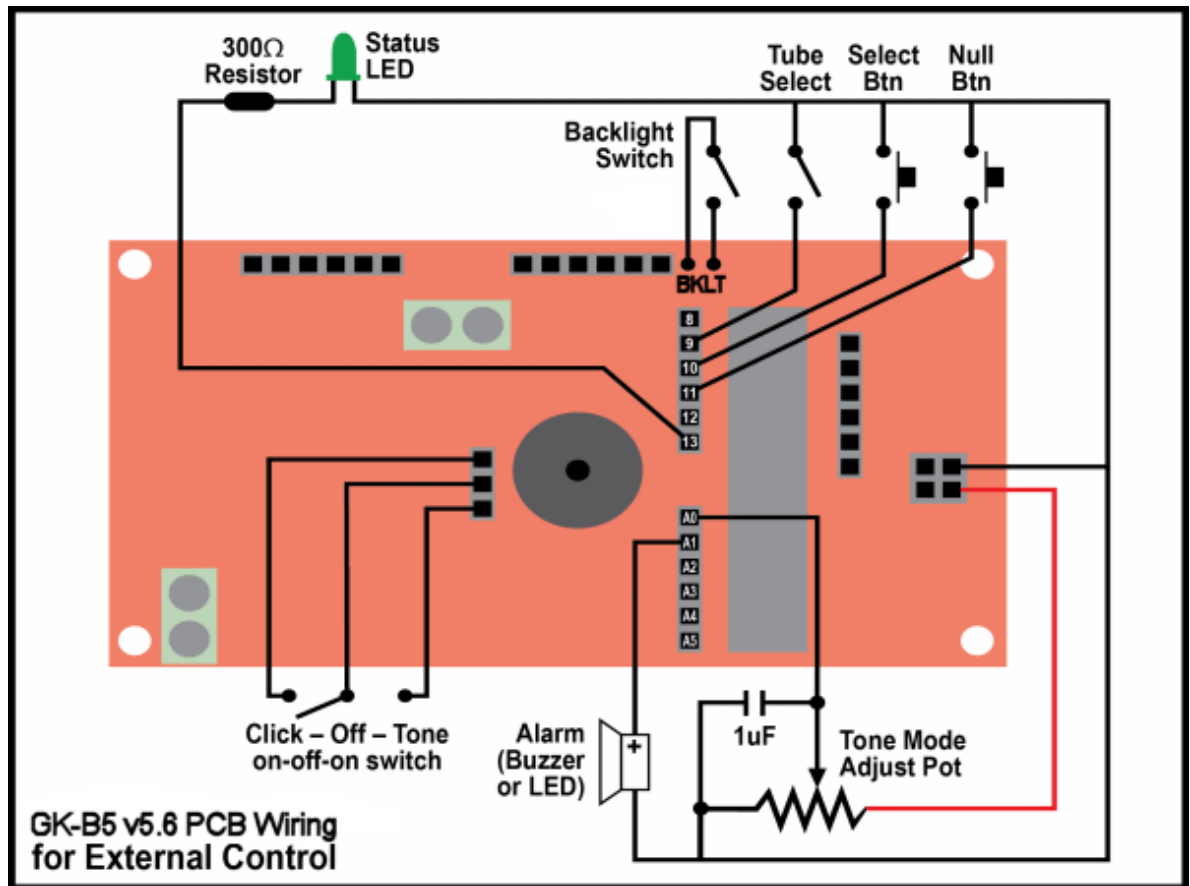 300Ω
Resistor
Status
LED
Tube
Select
Select
Btn
Null
Btn
Backlight
Switch
BKLT
8
9
10
11
12
13
A0
A1
A2
A3
A4
A5
Click – Off – Tone
on-off-on switch
Alarm
(Buzzer
or LED)
+
1uF
Tone Mode
Adjust Pot
GK-B5 v5.6 PCB Wiring
for External Control